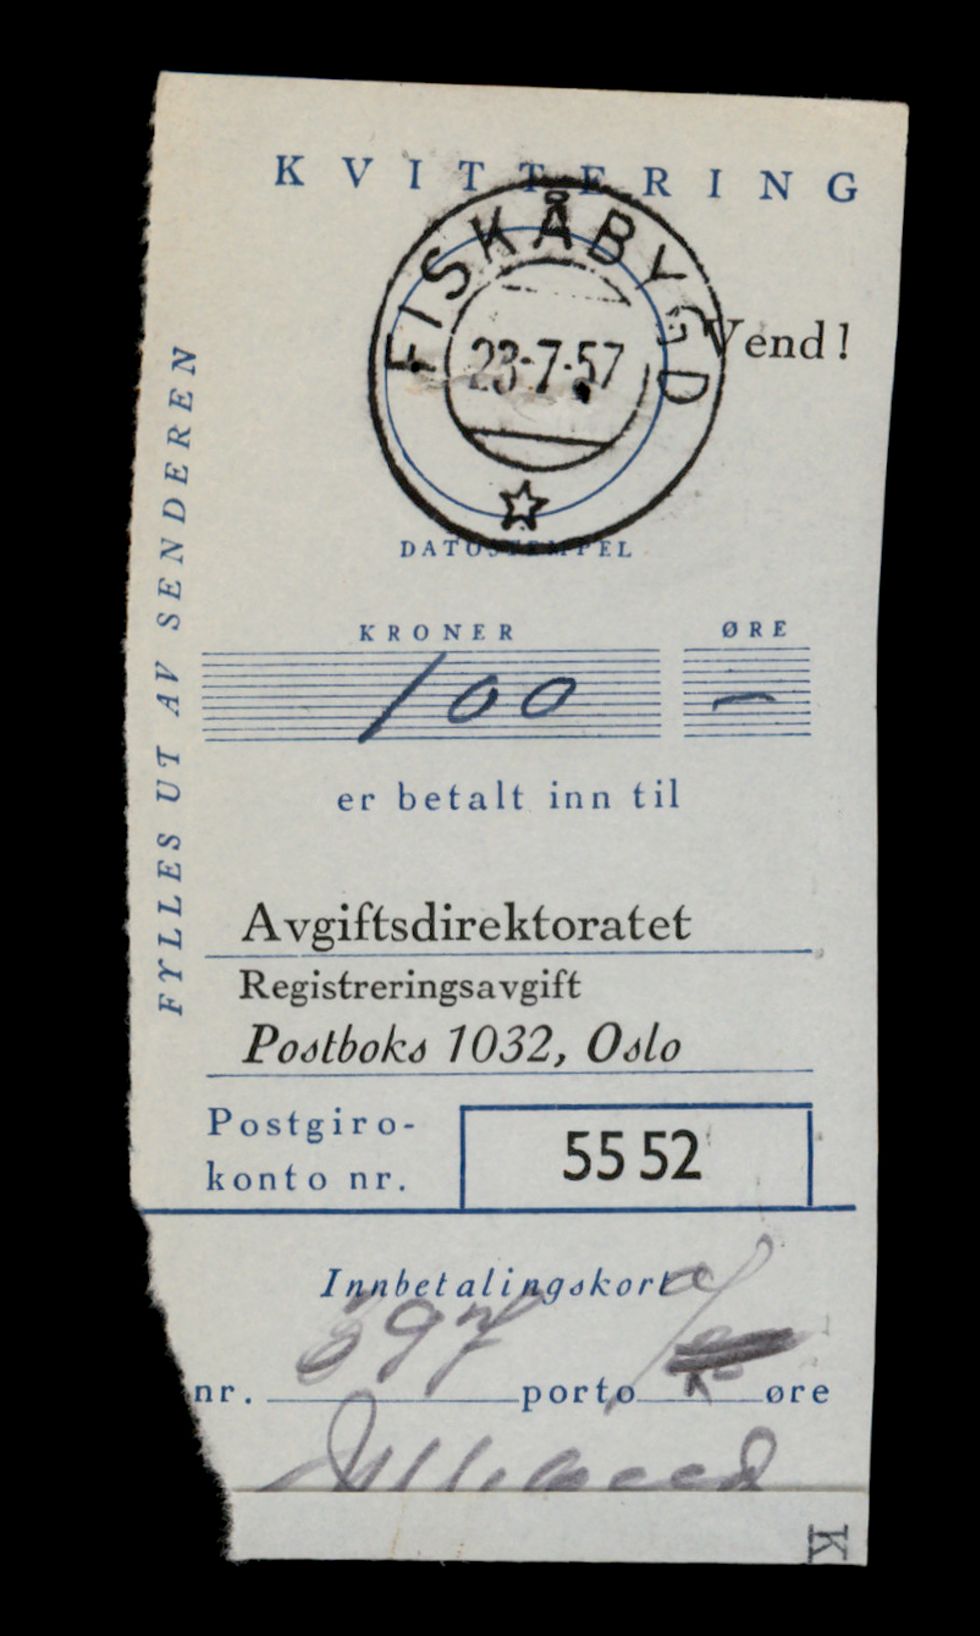 KVITTERING
FISKÅBYGD
23-7-57
Vend!
DATOSTEMPEL
FYLLES UT AV SENDEREN
KRONER ØRE
100 —
er betalt inn til
Avgiftsdirektoratet
Registreringsavgift
Postboks 1032, Oslo
Postgiro-
konto nr.
55 52
Innbetalingskort
nr. 397 porto øre
K